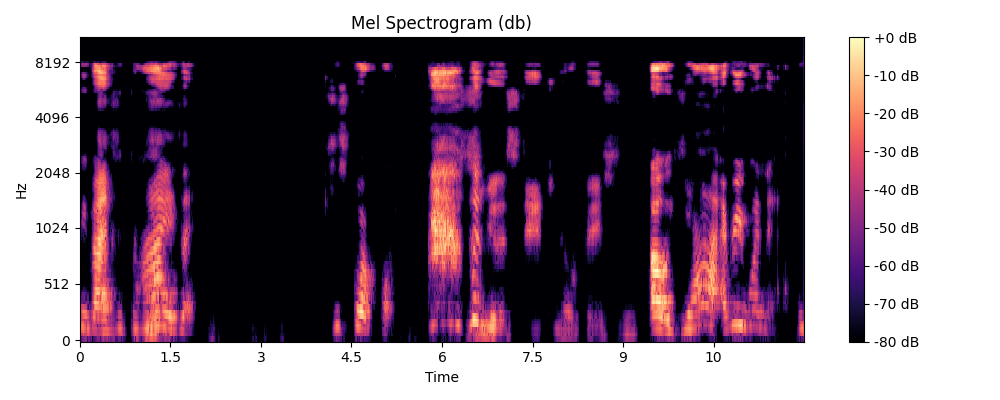 Mel Spectrogram (db)
8192
4096
2048
1024
512
0
Hz
0 1.5 3 4.5 6 7.5 9 10
Time
+0 dB
-10 dB
-20 dB
-30 dB
-40 dB
-50 dB
-60 dB
-70 dB
-80 dB